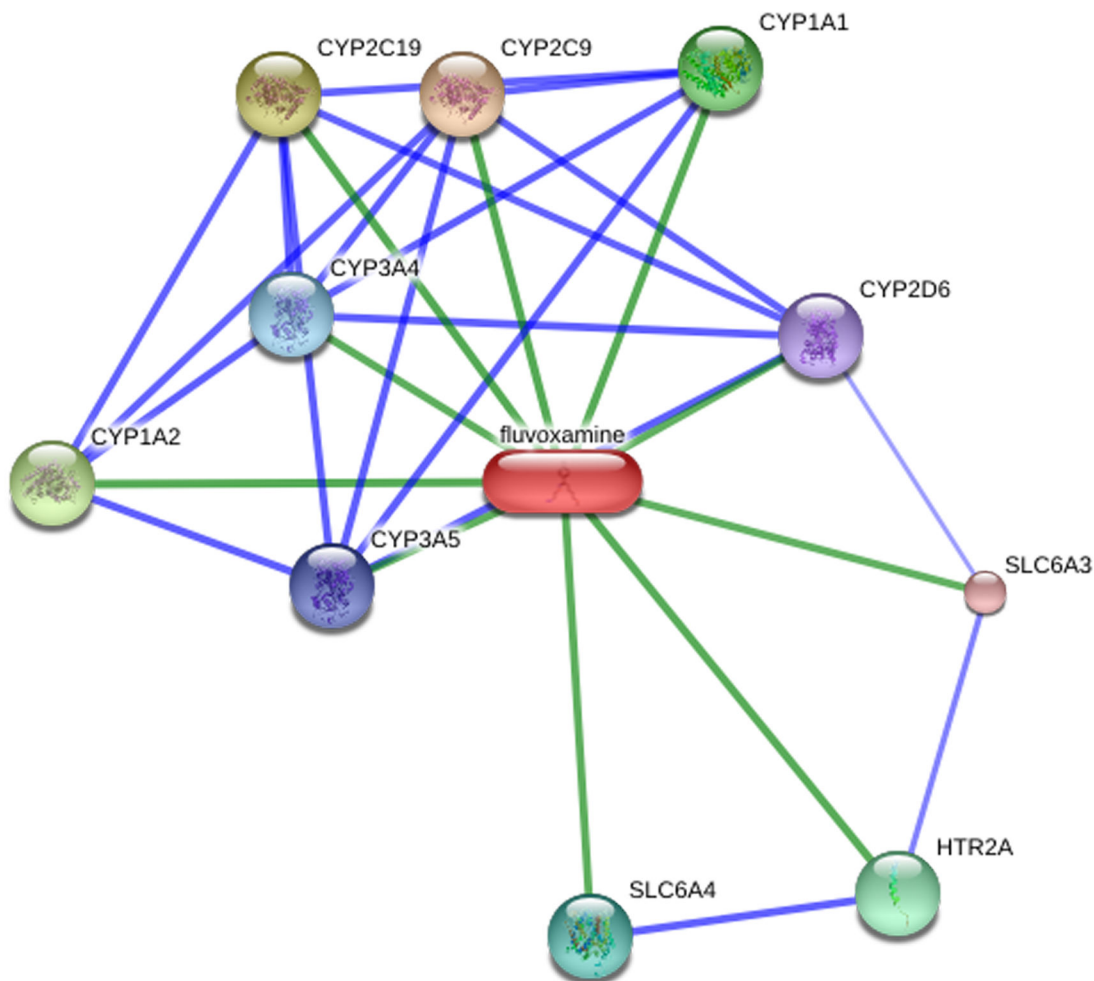 CYP1A1
CYP2C19
CYP2C9
CYP3A4
CYP2D6
fluvoxamine
CYP1A2
CYP3A5
SLC6A3
HTR2A
SLC6A4